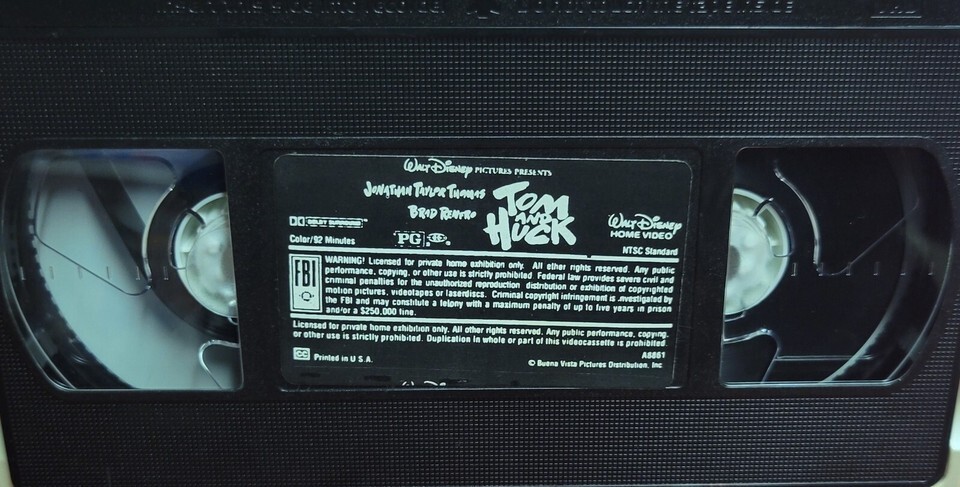 WALT DISNEY PICTURES PRESENTS
JONATHAN TAYLOR THOMAS
BRAD RENFRO
TOM
AND
HUCK
DOLBY SURROUND
WALT DISNEY
HOME VIDEO
Color/92 Minutes
PG
NTSC Standard
FBI
WARNING! Licensed for private home exhibition only. All other rights reserved. Any public
performance, copying, or other use is strictly prohibited. Federal law provides severe civil and
criminal penalties for the unauthorized reproduction distribution or exhibition of copyrighted
motion pictures, videotapes or laserdiscs. Criminal copyright infringement is investigated by
the FBI and may constitute a felony with a maximum penalty of up to five years in prison
and/or a $250,000 fine.
Licensed for private home exhibition only. All other rights reserved. Any public performance, copying,
or other use is strictly prohibited. Duplication in whole or part of this videocassette is prohibited.
A6861
CC Printed in U S A.
© Buena Vista Pictures Distribution, Inc